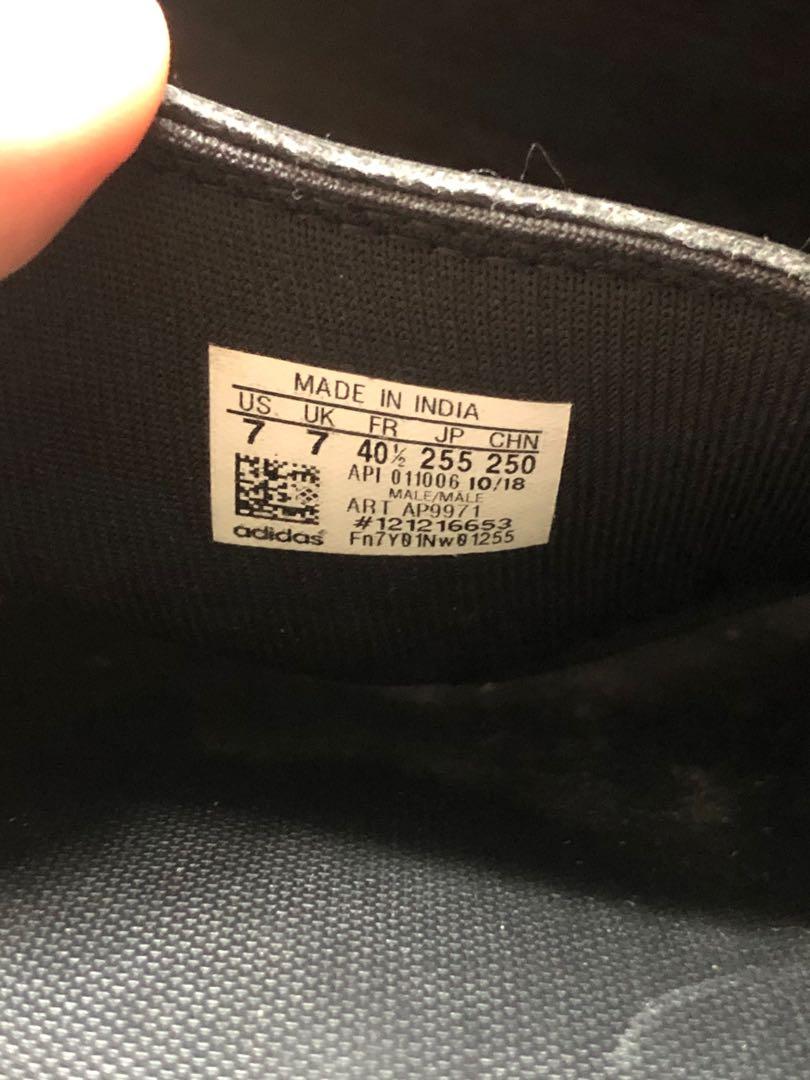 MADE IN INDIA
US UK FR JP CHN
7 7 40½ 255 250
API 011006 10/18
MALE/MALE
ART AP9971
#121216653
adidas Fn7Y01Nw01255